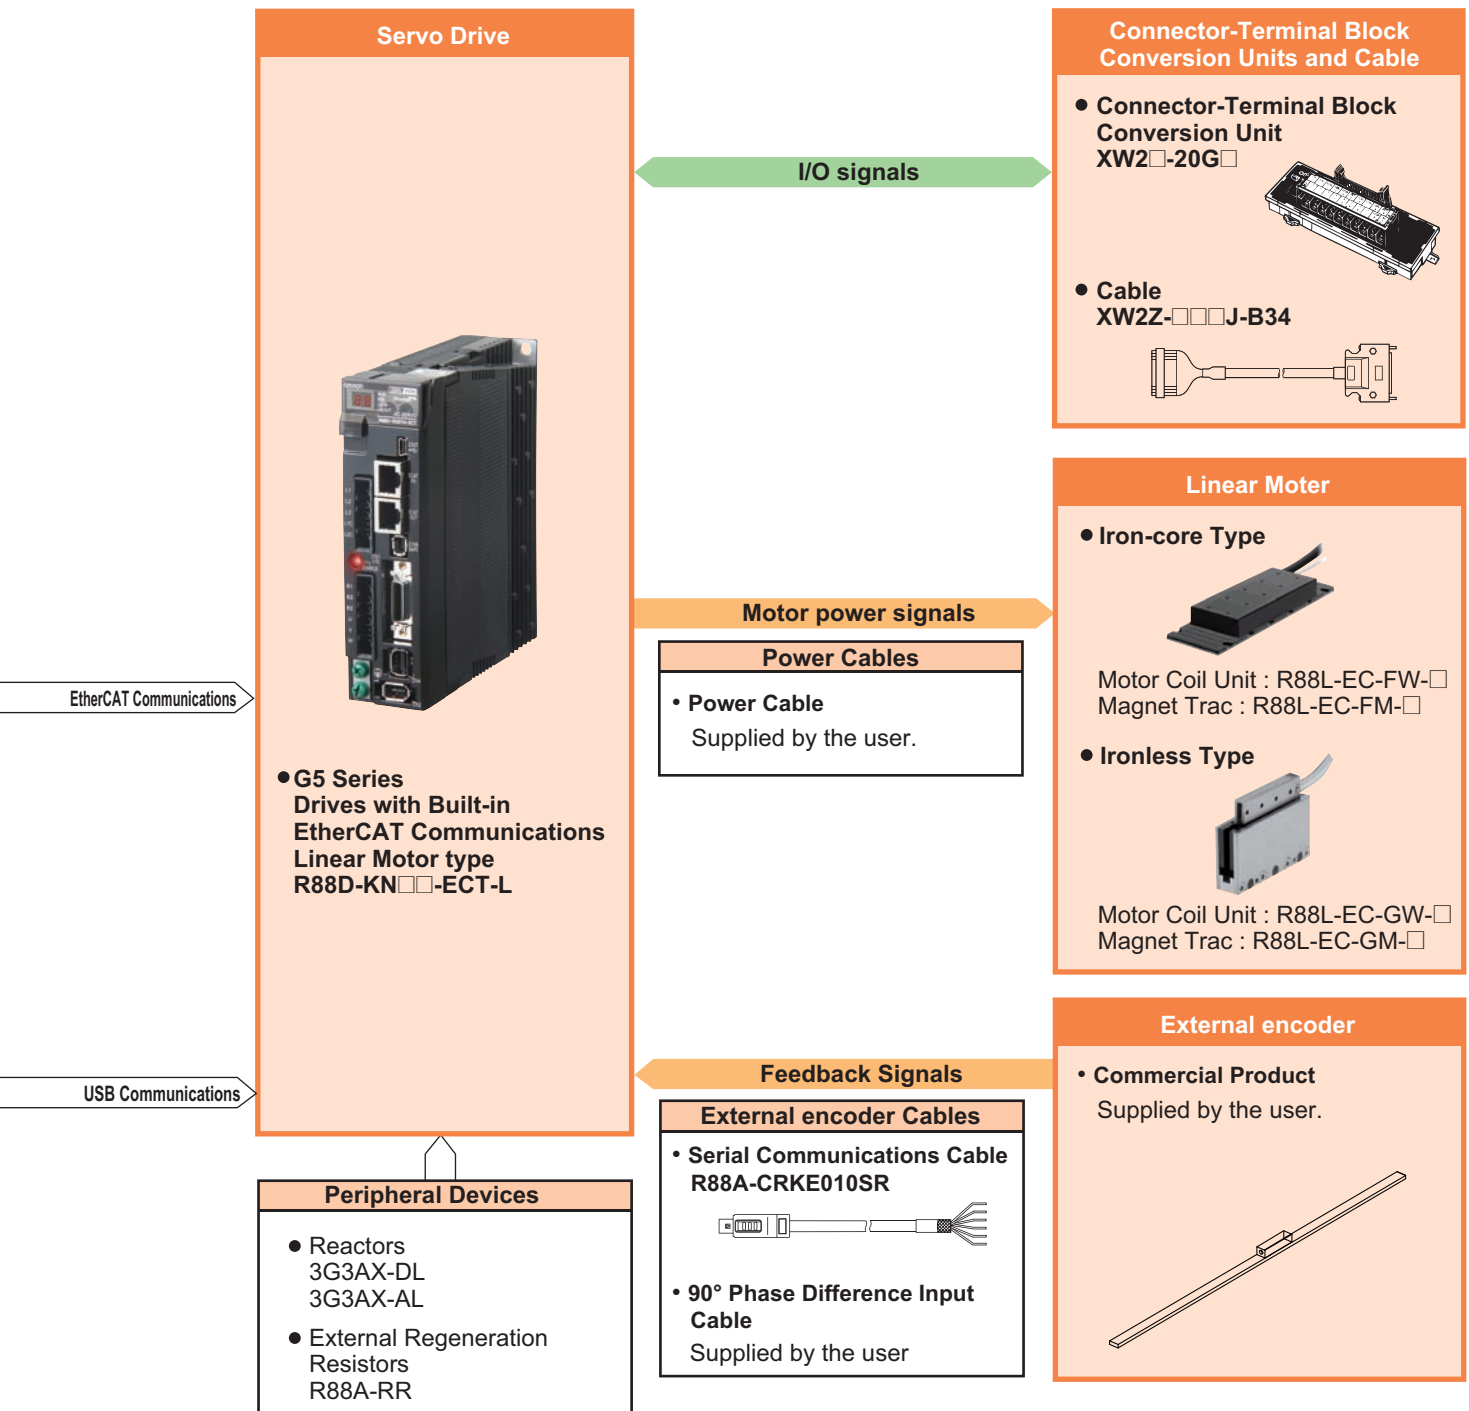 Servo Drive
G5 Series
Drives with Built-in
EtherCAT Communications
Linear Motor type
R88D-KN□□-ECT-L
EtherCAT Communications
USB Communications
Peripheral Devices
Reactors
3G3AX-DL
3G3AX-AL
External Regeneration
Resistors
R88A-RR
I/O signals
Motor power signals
Power Cables
• Power Cable
Supplied by the user.
Feedback Signals
External encoder Cables
• Serial Communications Cable
R88A-CRKE010SR
• 90° Phase Difference Input
Cable
Supplied by the user
Connector-Terminal Block
Conversion Units and Cable
● Connector-Terminal Block
Conversion Unit
XW2□-20G□
● Cable
XW2Z-□□□J-B34
Linear Moter
● Iron-core Type
Motor Coil Unit : R88L-EC-FW-□
Magnet Trac : R88L-EC-FM-□
● Ironless Type
Motor Coil Unit : R88L-EC-GW-□
Magnet Trac : R88L-EC-GM-□
External encoder
• Commercial Product
Supplied by the user.